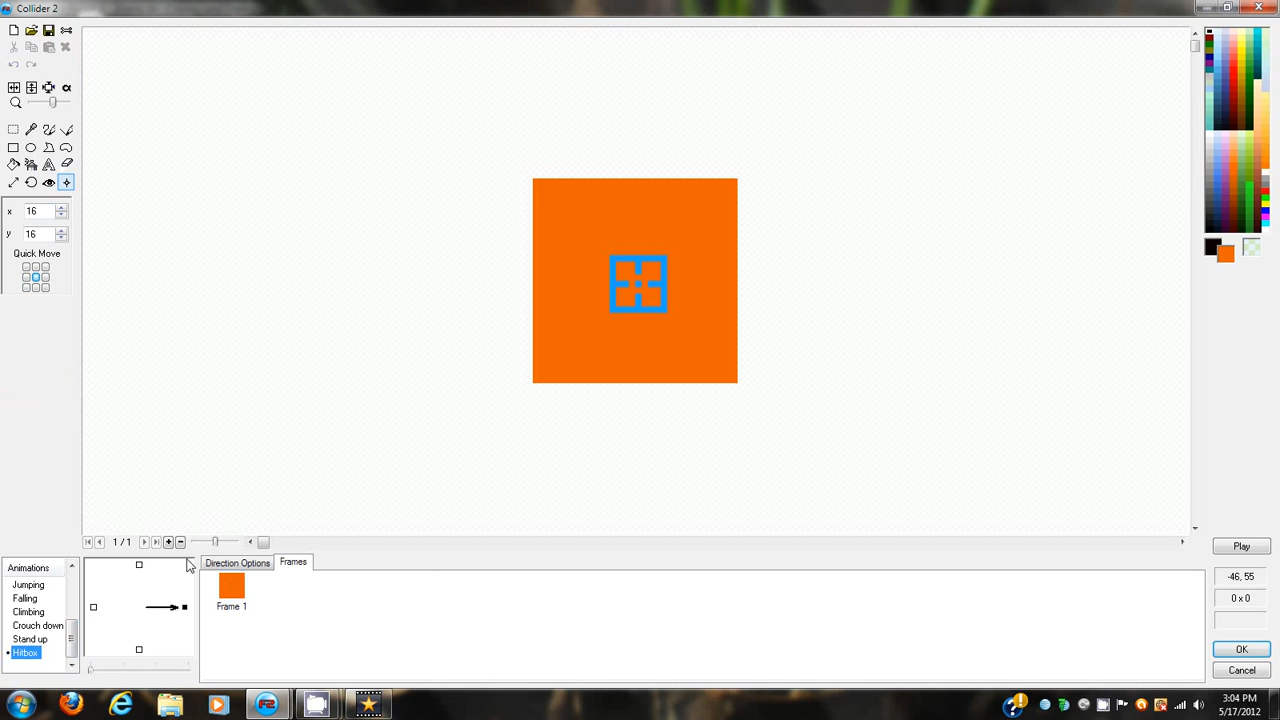 Collider 2
x 16
y 16
Quick Move
1 / 1
Animations
Jumping
Falling
Climbing
Crouch down
Stand up
Hitbox
Direction Options
Frames
Frame 1
Play
-46, 55
0 x 0
OK
Cancel
3:04 PM
5/17/2012